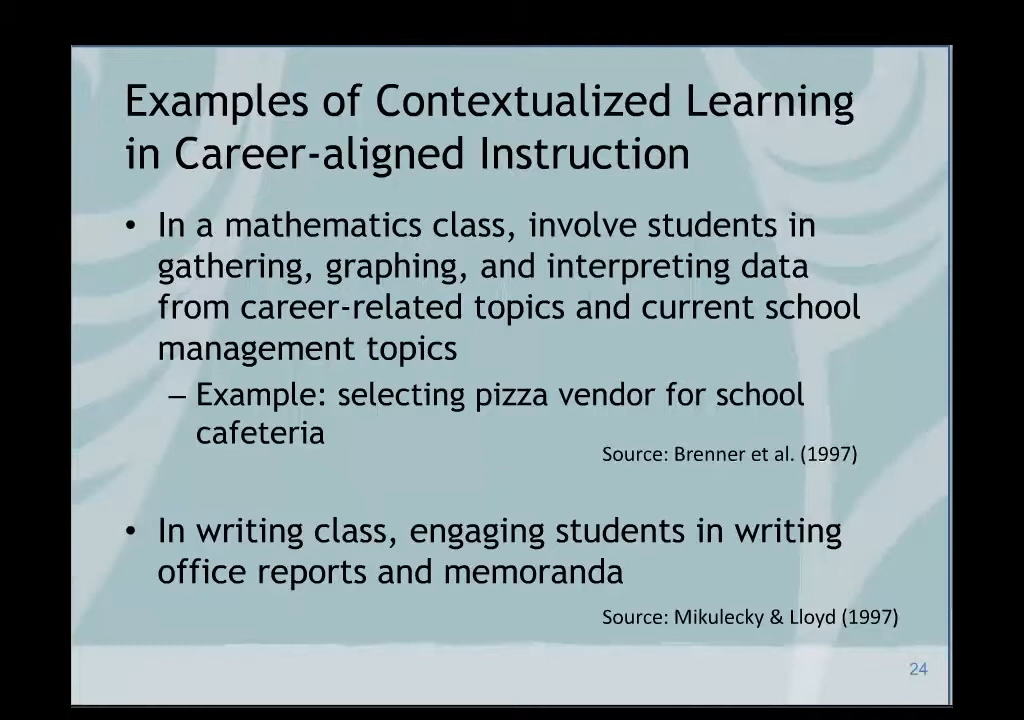 Examples of Contextualized Learning
in Career-aligned Instruction
• In a mathematics class, involve students in
gathering, graphing, and interpreting data
from career-related topics and current school
management topics
– Example: selecting pizza vendor for school
cafeteria
Source: Brenner et al. (1997)
• In writing class, engaging students in writing
office reports and memoranda
Source: Mikulecky & Lloyd (1997)
24